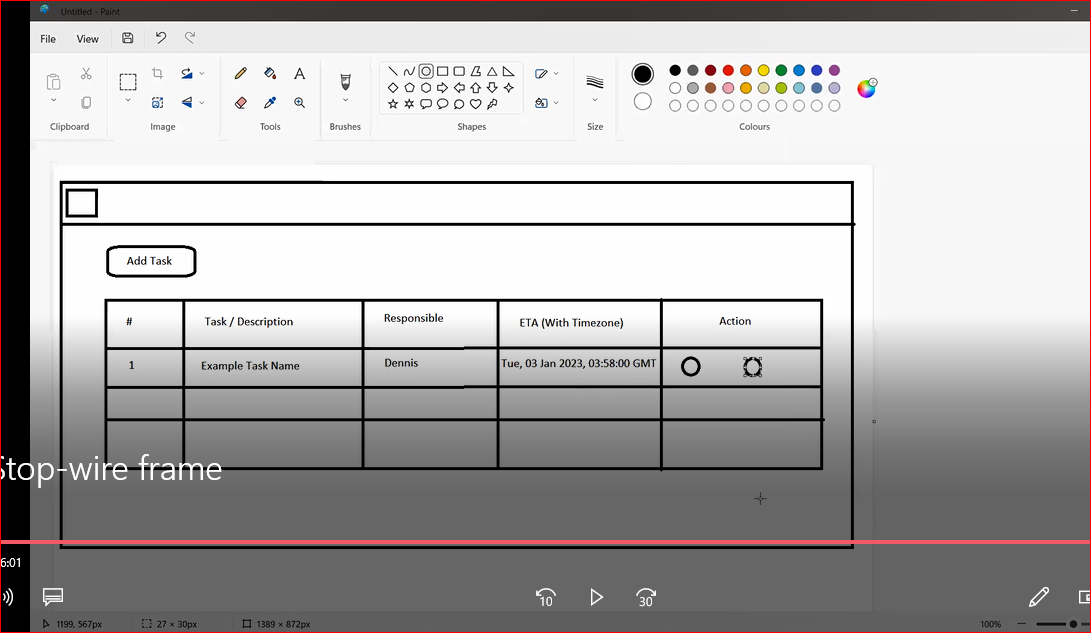 Untitled - Paint
File View
Clipboard Image Tools Brushes Shapes Size Colours
Add Task
# Task / Description Responsible ETA (With Timezone) Action
1 Example Task Name Dennis Tue, 03 Jan 2023, 03:58:00 GMT
Stop-wire frame
6:01
10 30
1199, 567px 27 × 30px 1389 × 872px 100%